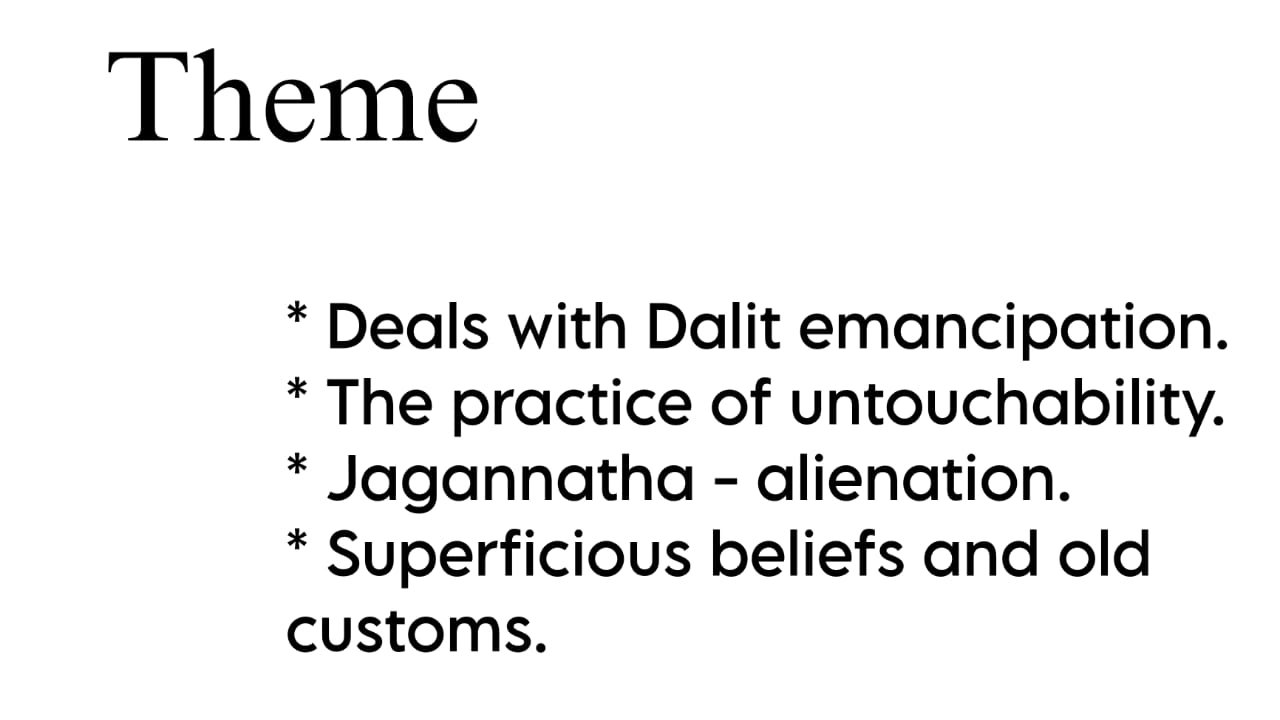 Theme
* Deals with Dalit emancipation.
* The practice of untouchability.
* Jagannatha - alienation.
* Superficious beliefs and old
customs.